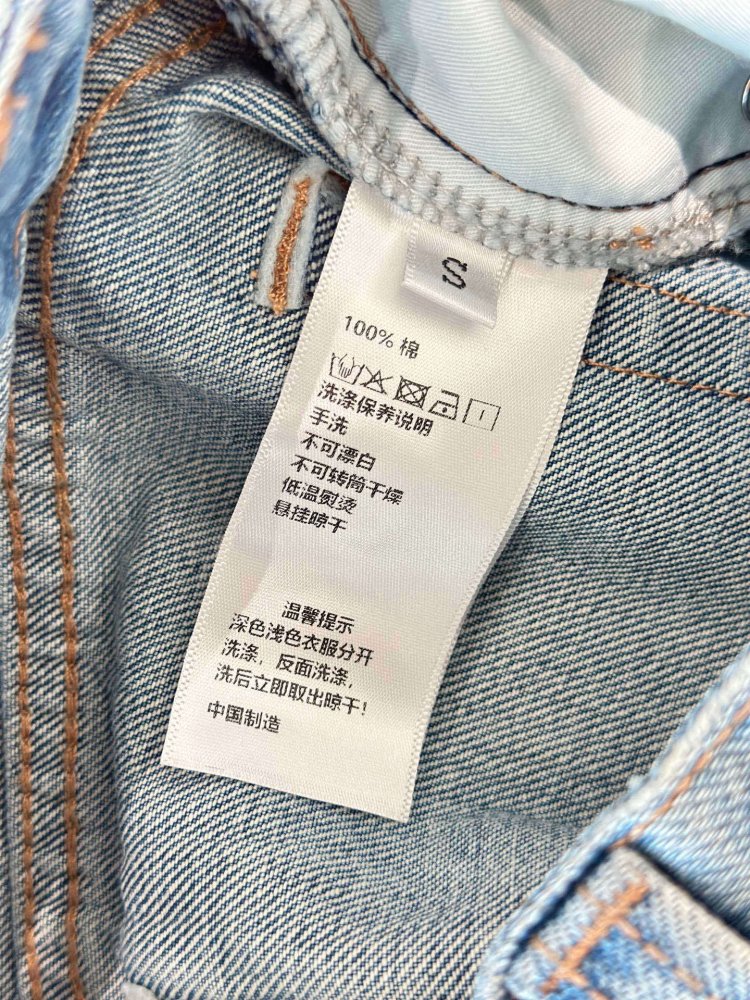 S
100% 棉
洗涤保养说明
手洗
不可漂白
不可转筒干燥
低温熨烫
悬挂晾干
温馨提示
深色浅色衣服分开
洗涤，反面洗涤，
洗后立即取出晾干！
中国制造